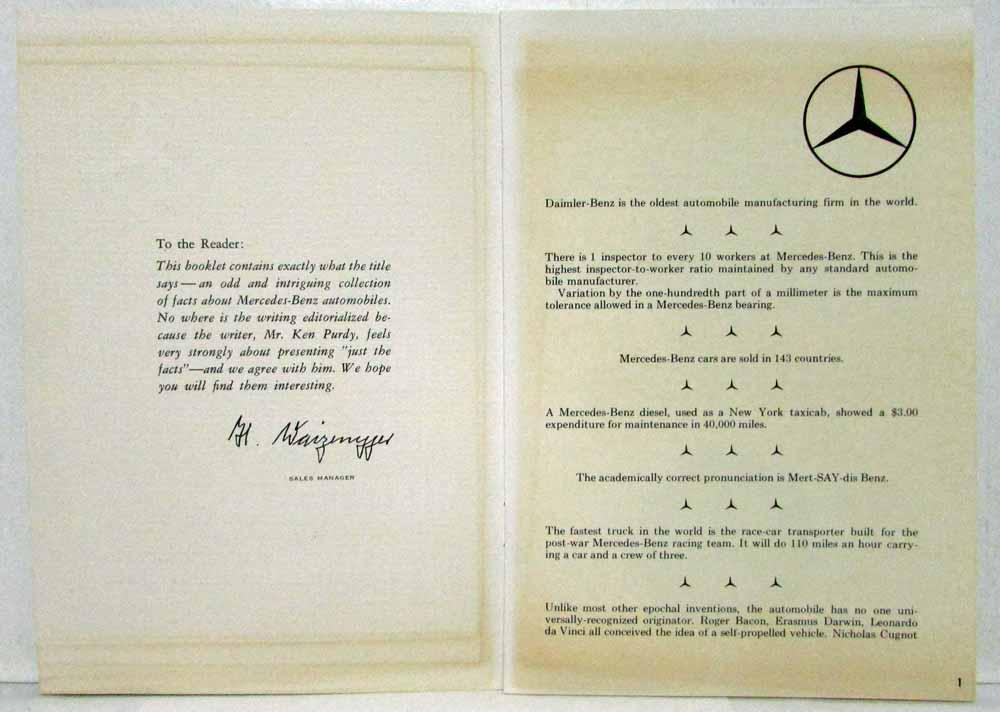 To the Reader:
This booklet contains exactly what the title
says—an odd and intriguing collection
of facts about Mercedes-Benz automobiles.
No where is the writing editorialized be-
cause the writer, Mr. Ken Purdy, feels
very strongly about presenting "just the
facts"—and we agree with him. We hope
you will find them interesting.
SALES MANAGER
Daimler-Benz is the oldest automobile manufacturing firm in the world.
There is 1 inspector to every 10 workers at Mercedes-Benz. This is the
highest inspector-to-worker ratio maintained by any standard automo-
bile manufacturer.
Variation by the one-hundredth part of a millimeter is the maximum
tolerance allowed in a Mercedes-Benz bearing.
Mercedes-Benz cars are sold in 143 countries.
A Mercedes-Benz diesel, used as a New York taxicab, showed a $3.00
expenditure for maintenance in 40,000 miles.
The academically correct pronunciation is Mert-SAY-dis Benz.
The fastest truck in the world is the race-car transporter built for the
post-war Mercedes-Benz racing team. It will do 110 miles an hour carry-
ing a car and a crew of three.
Unlike most other epochal inventions, the automobile has no one uni-
versally-recognized originator. Roger Bacon, Erasmus Darwin, Leonardo
da Vinci all conceived the idea of a self-propelled vehicle. Nicholas Cugnot
1